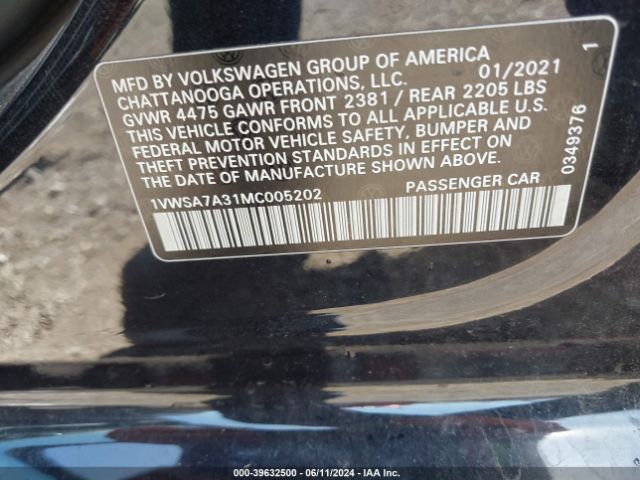 MFD BY VOLKSWAGEN GROUP OF AMERICA
CHATTANOOGA OPERATIONS, LLC. 01/2021 1
GVWR 4475 GAWR FRONT 2381 / REAR 2205 LBS
THIS VEHICLE CONFORMS TO ALL APPLICABLE U.S.
FEDERAL MOTOR VEHICLE SAFETY, BUMPER AND
THEFT PREVENTION STANDARDS IN EFFECT ON
THE DATE OF MANUFACTURE SHOWN ABOVE.
0349376
1VWSA7A31MC005202 PASSENGER CAR
000-39632500 - 06/11/2024 - IAA Inc.